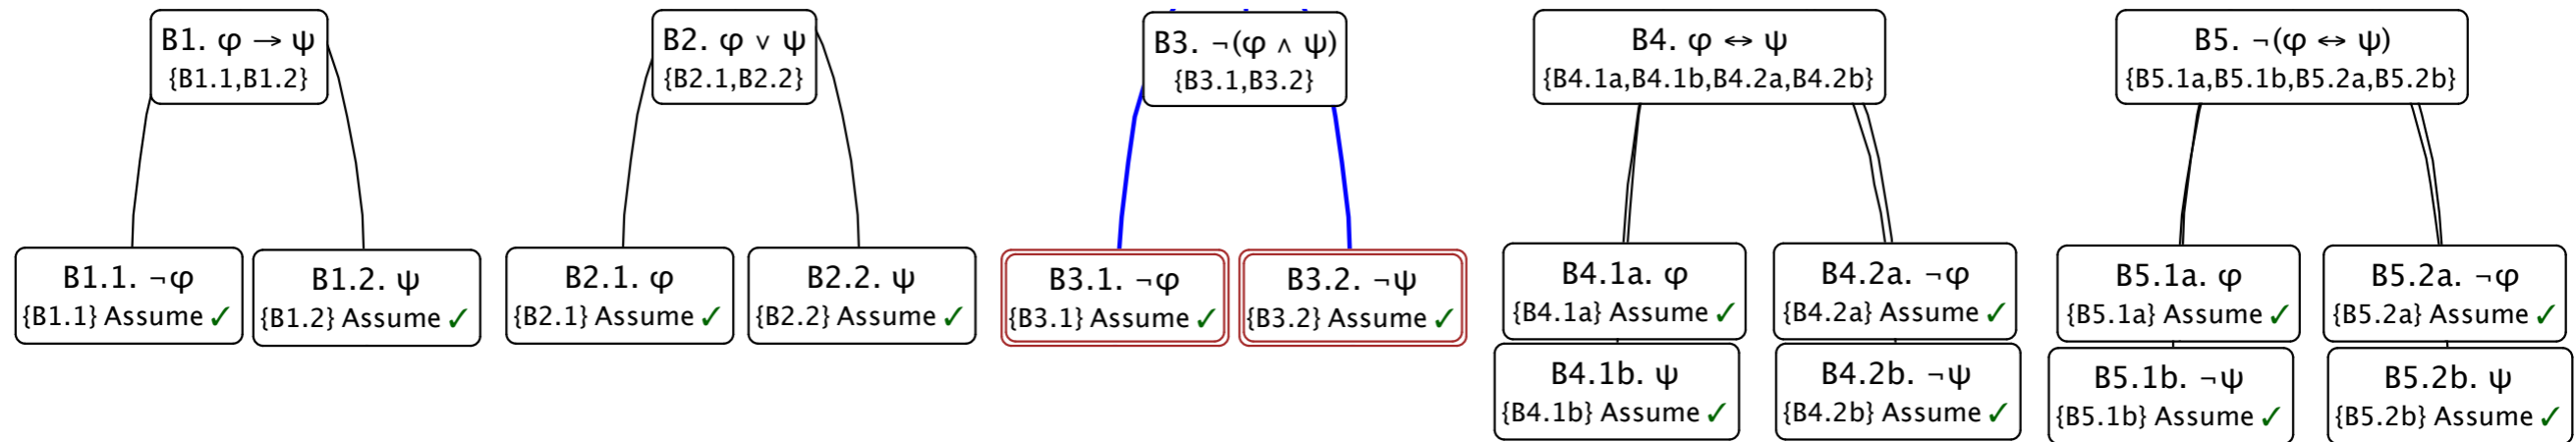 B1. φ → ψ
{B1.1,B1.2}
B1.1. ¬φ
{B1.1} Assume ✓
B1.2. ψ
{B1.2} Assume ✓
B2. φ ∨ ψ
{B2.1,B2.2}
B2.1. φ
{B2.1} Assume ✓
B2.2. ψ
{B2.2} Assume ✓
B3. ¬(φ ∧ ψ)
{B3.1,B3.2}
B3.1. ¬φ
{B3.1} Assume ✓
B3.2. ¬ψ
{B3.2} Assume ✓
B4. φ ↔ ψ
{B4.1a,B4.1b,B4.2a,B4.2b}
B4.1a. φ
{B4.1a} Assume ✓
B4.1b. ψ
{B4.1b} Assume ✓
B4.2a. ¬φ
{B4.2a} Assume ✓
B4.2b. ¬ψ
{B4.2b} Assume ✓
B5. ¬(φ ↔ ψ)
{B5.1a,B5.1b,B5.2a,B5.2b}
B5.1a. φ
{B5.1a} Assume ✓
B5.1b. ¬ψ
{B5.1b} Assume ✓
B5.2a. ¬φ
{B5.2a} Assume ✓
B5.2b. ψ
{B5.2b} Assume ✓